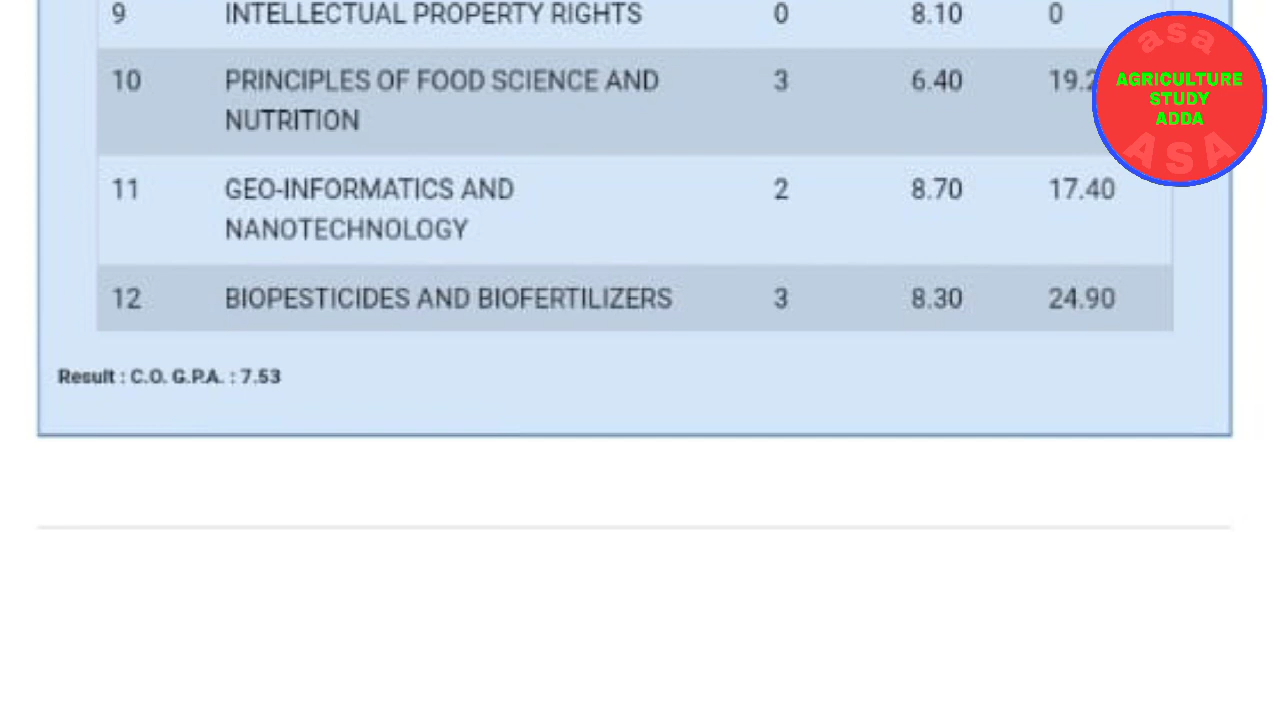 9 INTELLECTUAL PROPERTY RIGHTS 0 8.10 0
10 PRINCIPLES OF FOOD SCIENCE AND 3 6.40
NUTRITION
11 GEO-INFORMATICS AND 2 8.70 17.40
NANOTECHNOLOGY
12 BIOPESTICIDES AND BIOFERTILIZERS 3 8.30 24.90
Result : C.O. G.P.A. : 7.53
asa
AGRICULTURE
STUDY
ADDA
ASA